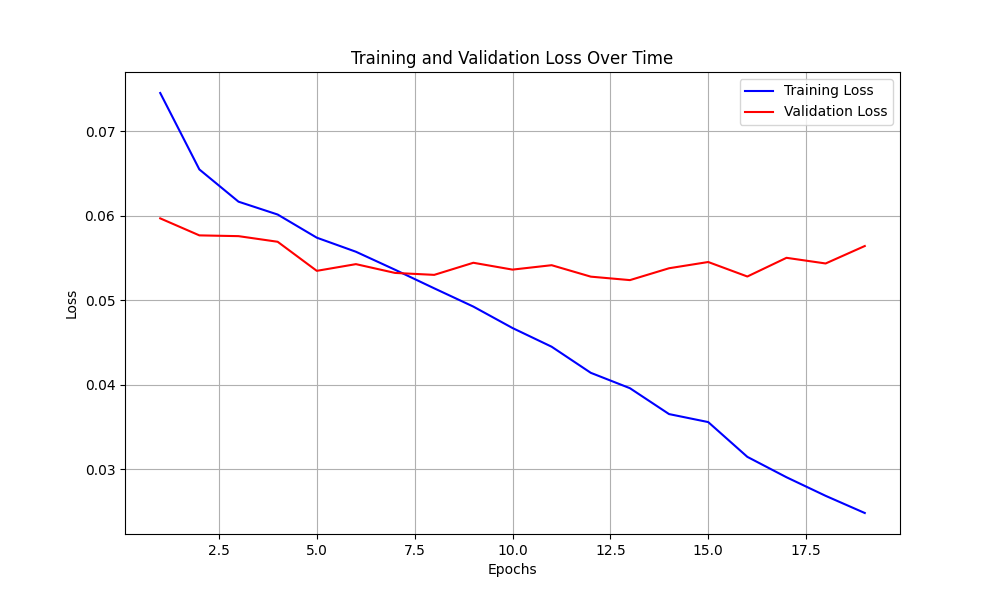 Training and Validation Loss Over Time
Training Loss
Validation Loss
0.07
0.06
0.05
0.04
0.03
Loss
2.5 5.0 7.5 10.0 12.5 15.0 17.5
Epochs